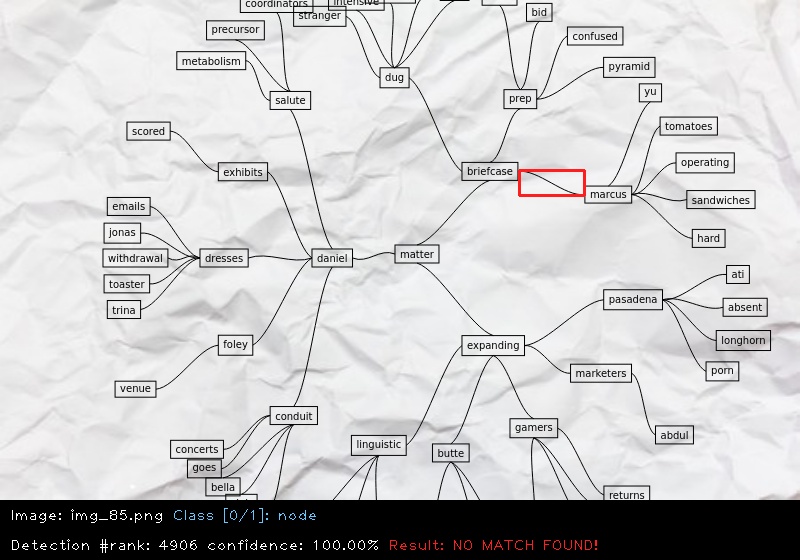 coordinators
intensive
stranger
bid
precursor
confused
metabolism
pyramid
dug
yu
salute
prep
scored
tomatoes
exhibits
briefcase
operating
marcus
sandwiches
emails
jonas
hard
withdrawal
dresses
daniel
matter
toaster
ati
trina
pasadena
absent
foley
expanding
longhorn
venue
marketers
porn
conduit
concerts
linguistic
gamers
abdul
goes
butte
bella
returns
Image: img_85.png Class [0/1]: node
Detection #rank: 4906 confidence: 100.00% Result: NO MATCH FOUND!